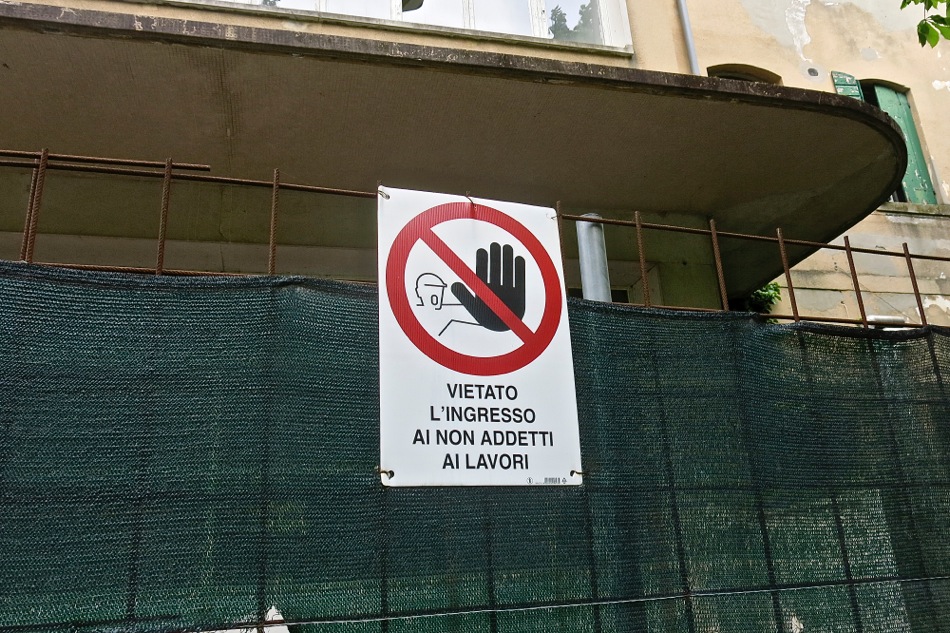 VIETATO
L'INGRESSO
AI NON ADDETTI
AI LAVORI